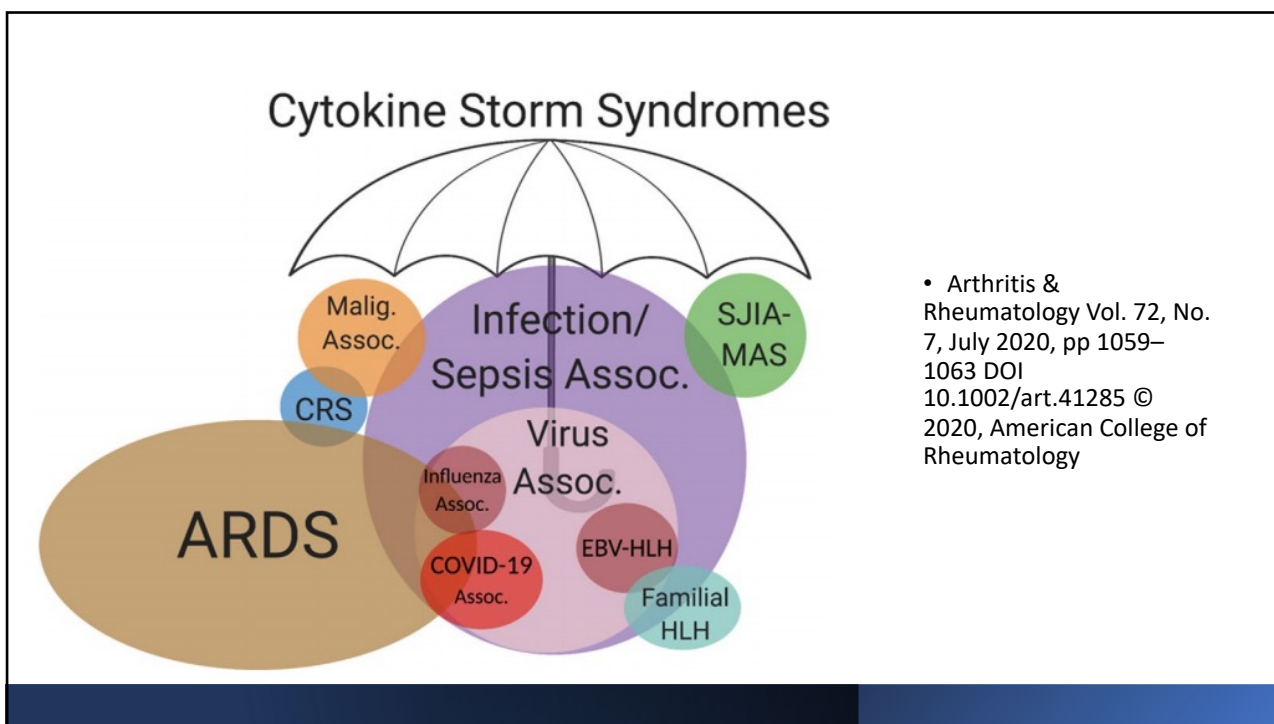 Cytokine Storm Syndromes
Malig.
Assoc.
Infection/
Sepsis Assoc.
SJIA-
MAS
CRS
Virus
Assoc.
Influenza
Assoc.
ARDS
COVID-19
Assoc.
EBV-HLH
Familial
HLH
• Arthritis &
Rheumatology Vol. 72, No.
7, July 2020, pp 1059–
1063 DOI
10.1002/art.41285 ©
2020, American College of
Rheumatology